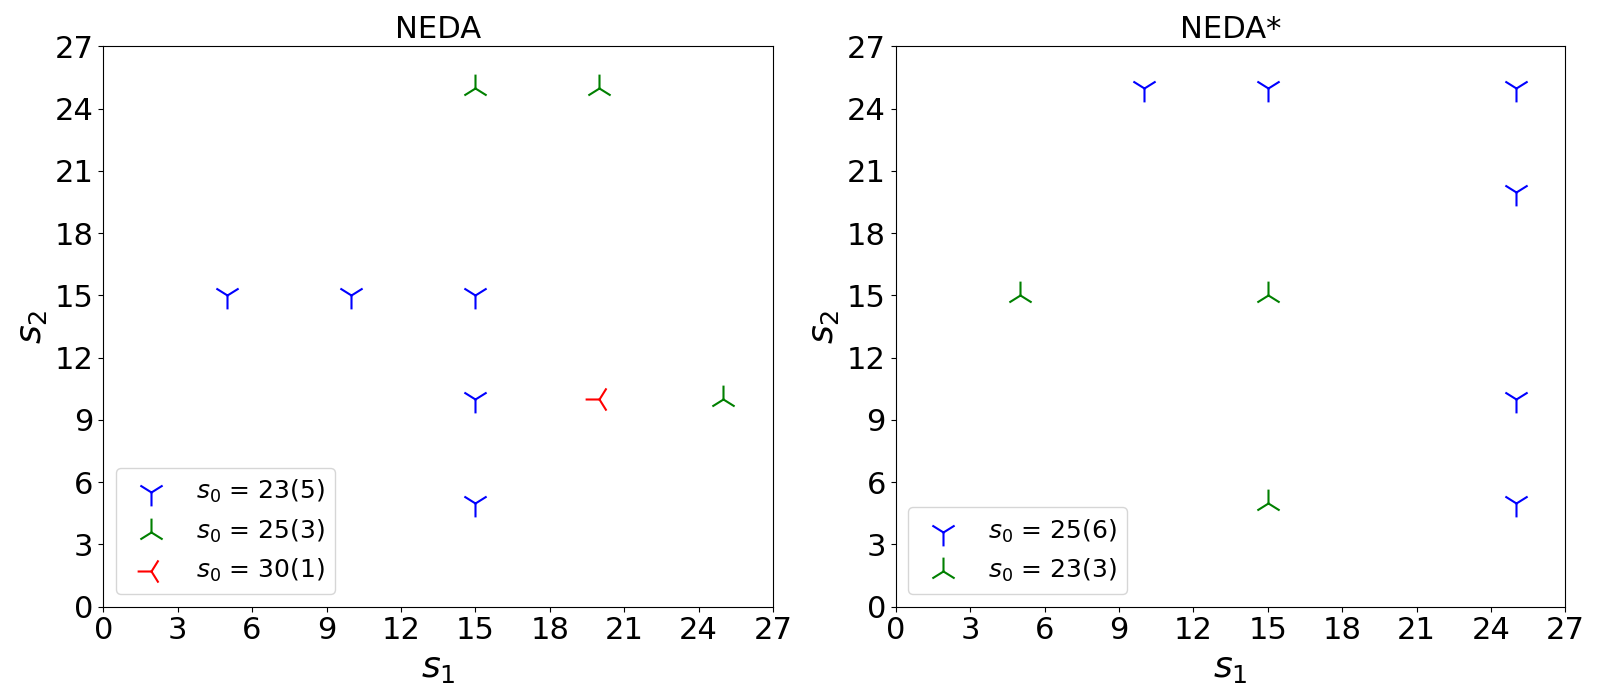 NEDA
27
24
21
18
15
12
9
6
3
0
s₂
s₀ = 23(5)
s₀ = 25(3)
s₀ = 30(1)
0 3 6 9 12 15 18 21 24 27
s₁
NEDA*
27
24
21
18
15
12
9
6
3
0
s₂
s₀ = 25(6)
s₀ = 23(3)
0 3 6 9 12 15 18 21 24 27
s₁